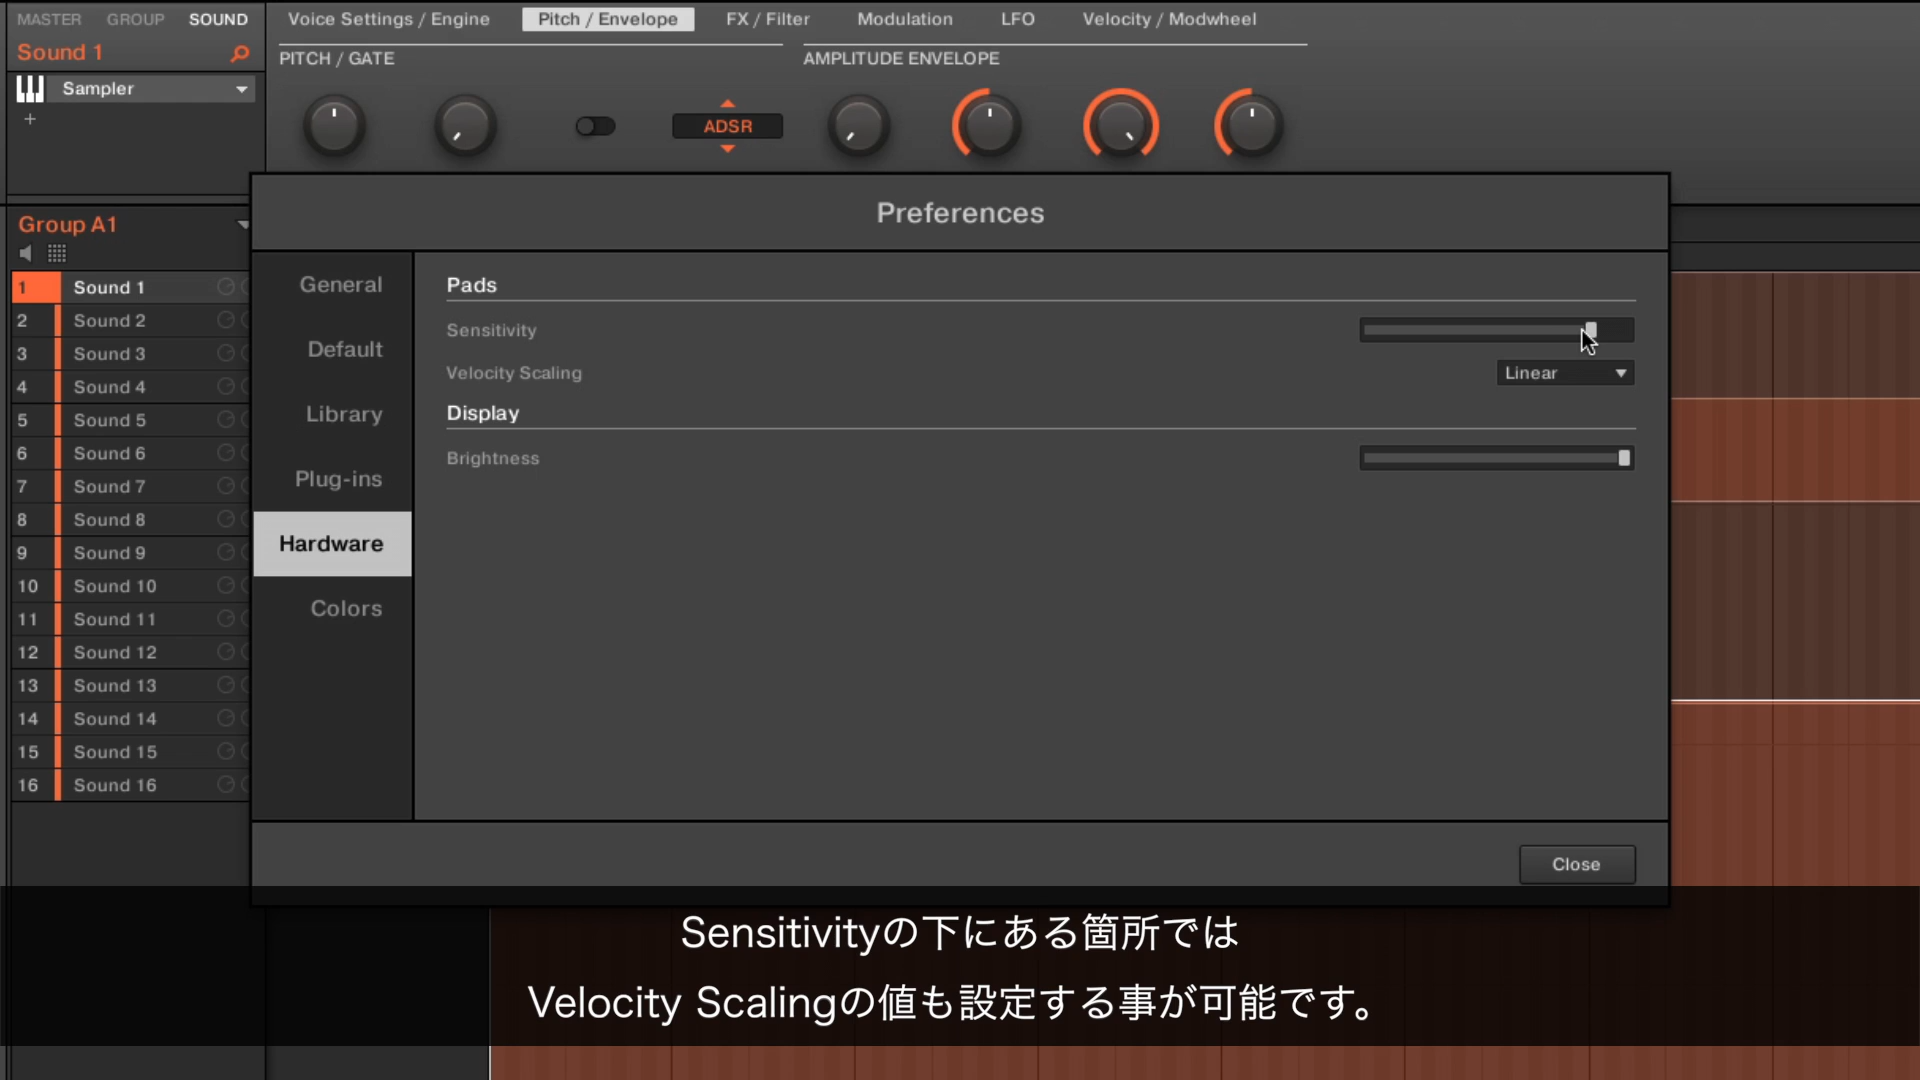 MASTER GROUP SOUND
Voice Settings / Engine Pitch / Envelope FX / Filter Modulation LFO Velocity / Modwheel
Sound 1
PITCH / GATE AMPLITUDE ENVELOPE
Sampler
+
ADSR
Preferences
Group A1
1 Sound 1
2 Sound 2
3 Sound 3
4 Sound 4
5 Sound 5
6 Sound 6
7 Sound 7
8 Sound 8
9 Sound 9
10 Sound 10
11 Sound 11
12 Sound 12
13 Sound 13
14 Sound 14
15 Sound 15
16 Sound 16
General
Default
Library
Plug-ins
Hardware
Colors
Pads
Sensitivity
Velocity Scaling Linear
Display
Brightness
Close
Sensitivityの下にある箇所では
Velocity Scalingの値も設定する事が可能です。